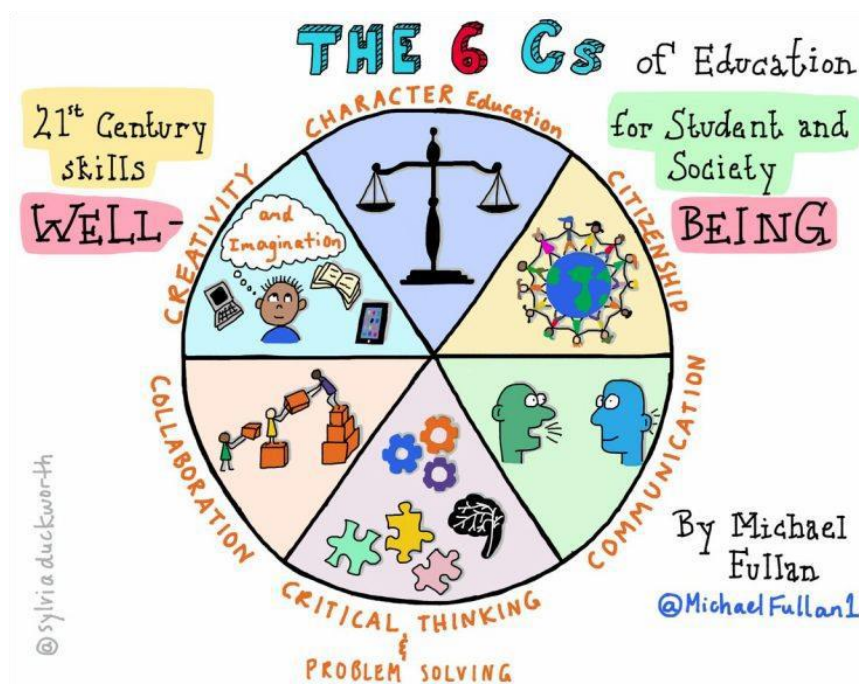 THE 6 Cs of Education
21st Century
skills
WELL-
for Student and
Society
BEING
CHARACTER Education
CITIZENSHIP
COMMUNICATION
CRITICAL THINKING
&
PROBLEM SOLVING
COLLABORATION
CREATIVITY
and
Imagination
By Michael
Fullan
@MichaelFullan1
@sylviaduckworth